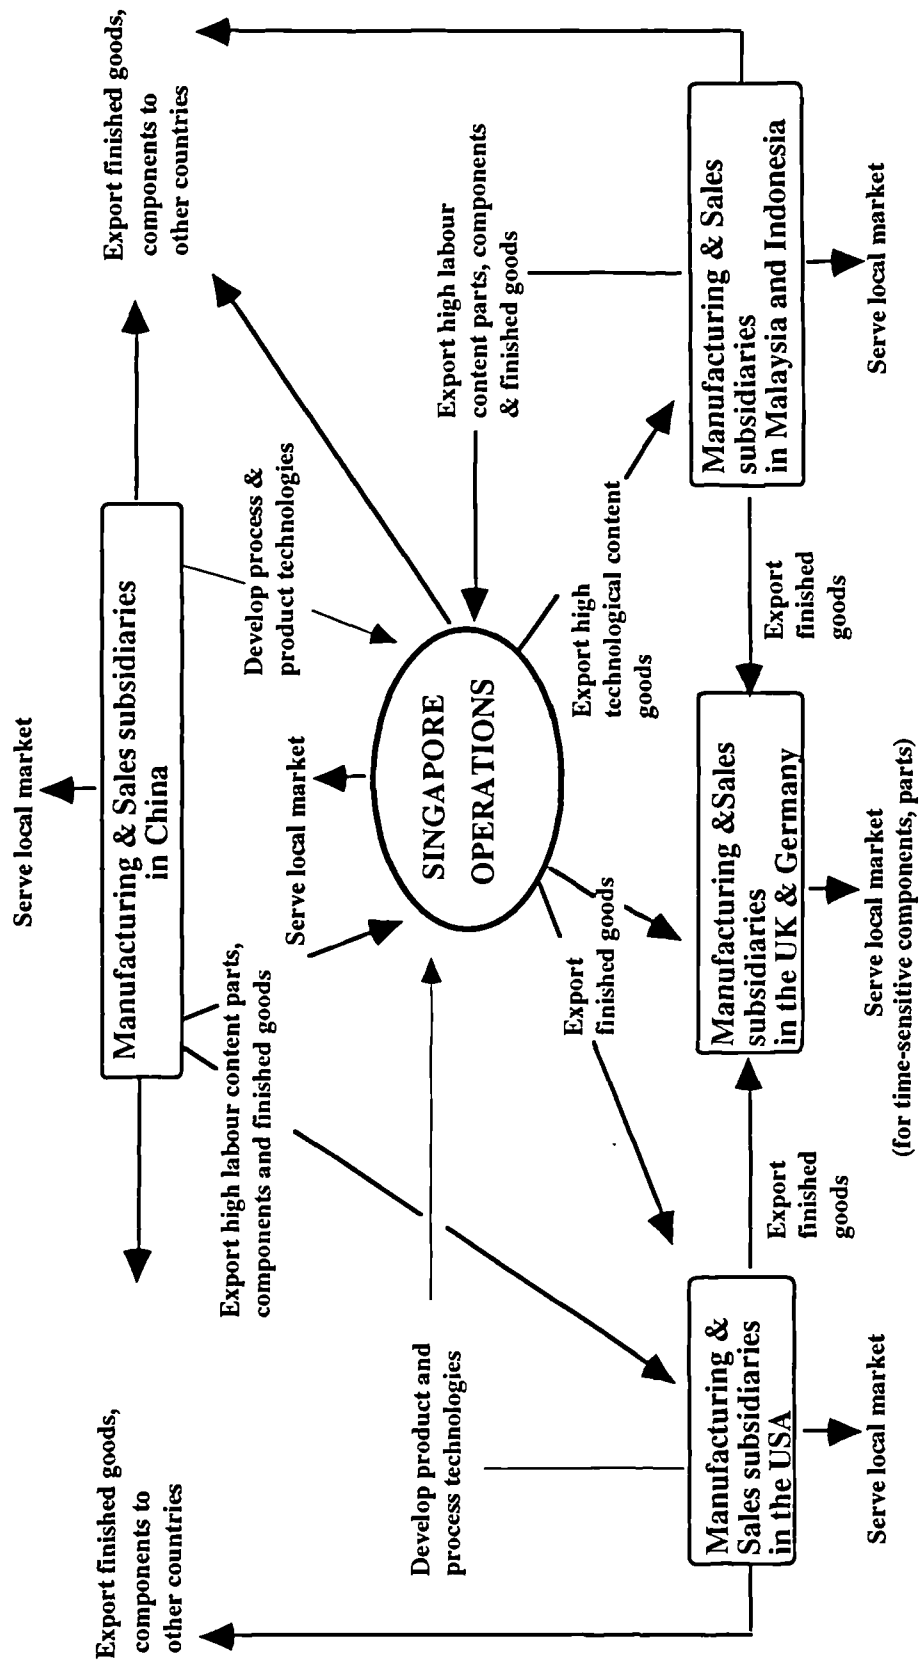 Serve local market
Export finished goods,
components to
other countries
Manufacturing & Sales subsidiaries
in China
Export finished goods,
components to
other countries
Export high labour content parts,
components and finished goods
Serve local market
Develop process &
product technologies
Develop product and
process technologies
SINGAPORE
OPERATIONS
Export high labour
content parts, components
& finished goods
Export
finished goods
Export high
technological content
goods
Manufacturing &
Sales subsidiaries
in the USA
Export
finished
goods
Manufacturing &Sales
subsidiaries
in the UK & Germany
Export
finished
goods
Manufacturing & Sales
subsidiaries
in Malaysia and Indonesia
Serve local market
Serve local market
(for time-sensitive components, parts)
Serve local market